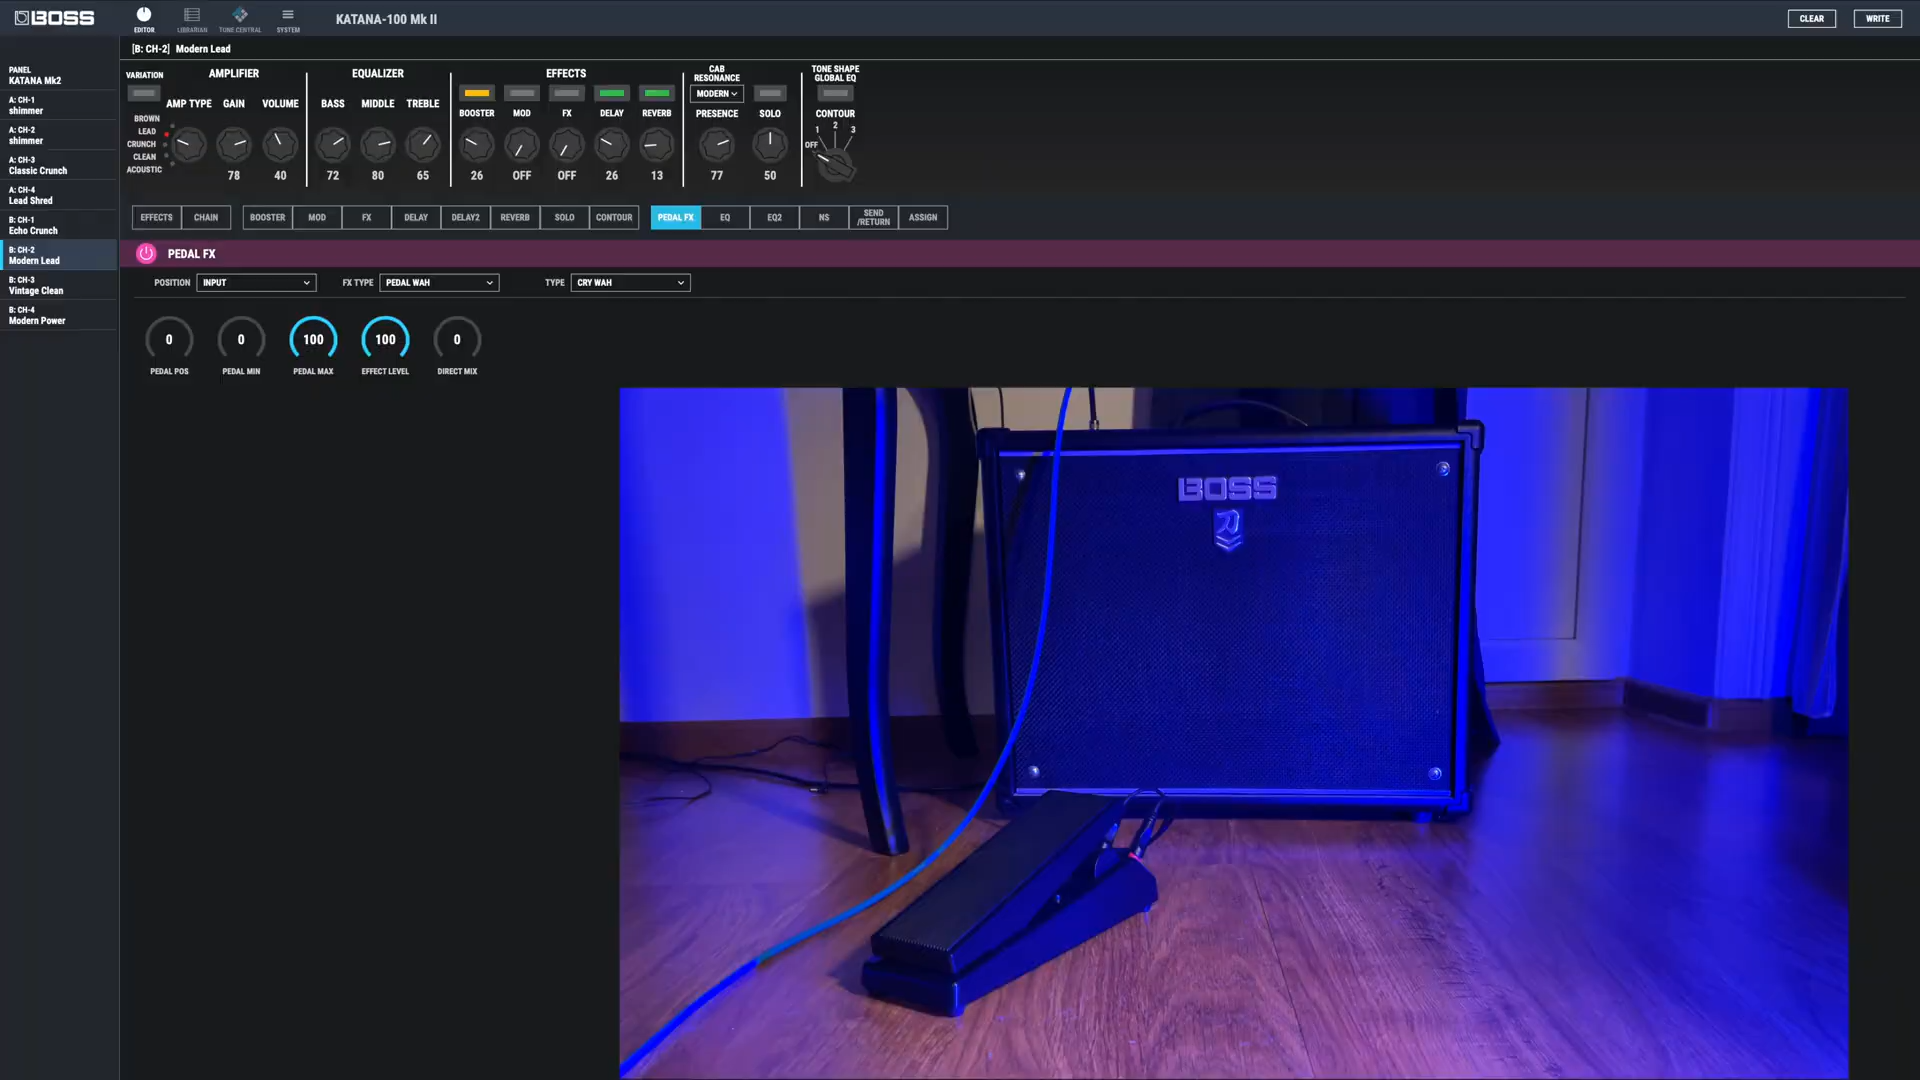 BOSS
EDITOR
LIBRARIAN
TONE CENTRAL
SYSTEM
KATANA-100 Mk II
CLEAR
WRITE
[B: CH-2] Modern Lead
PANEL
KATANA Mk2
A: CH-1
shimmer
A: CH-2
shimmer
A: CH-3
Classic Crunch
A: CH-4
Lead Shred
B: CH-1
Echo Crunch
B: CH-2
Modern Lead
B: CH-3
Vintage Clean
B: CH-4
Modern Power
VARIATION
AMPLIFIER
AMP TYPE
GAIN
VOLUME
BROWN
LEAD
CRUNCH
CLEAN
ACOUSTIC
78
40
EQUALIZER
BASS
MIDDLE
TREBLE
72
80
65
EFFECTS
BOOSTER
MOD
FX
DELAY
REVERB
26
OFF
OFF
26
13
CAB
RESONANCE
MODERN
PRESENCE
SOLO
77
50
TONE SHAPE
GLOBAL EQ
CONTOUR
1
2
3
OFF
EFFECTS
CHAIN
BOOSTER
MOD
FX
DELAY
DELAY2
REVERB
SOLO
CONTOUR
PEDAL FX
EQ
EQ2
NS
SEND
/RETURN
ASSIGN
PEDAL FX
POSITION
INPUT
FX TYPE
PEDAL WAH
TYPE
CRY WAH
0
0
100
100
0
PEDAL POS
PEDAL MIN
PEDAL MAX
EFFECT LEVEL
DIRECT MIX
BOSS
刀